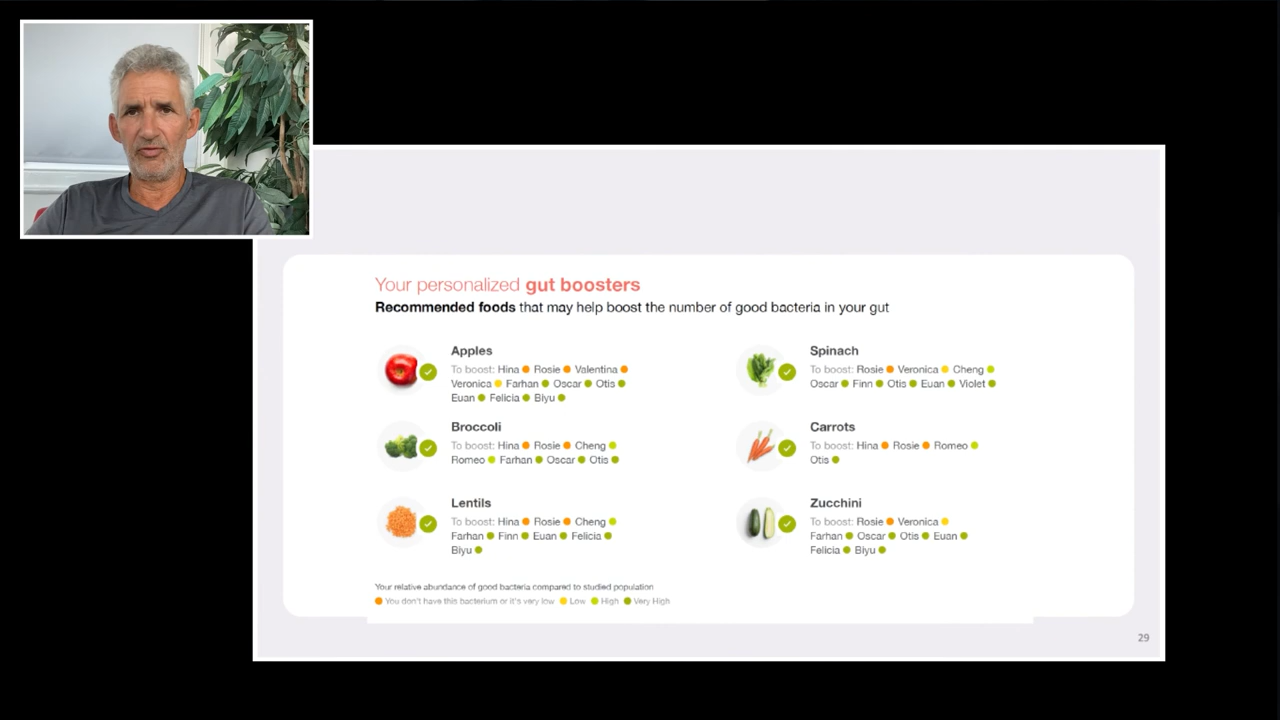 Your personalized gut boosters
Recommended foods that may help boost the number of good bacteria in your gut
Apples
To boost: Hina Rosie Valentina
Veronica Farhan Oscar Otis
Euan Felicia Biyu
Spinach
To boost: Rosie Veronica Cheng
Oscar Finn Otis Euan Violet
Broccoli
To boost: Hina Rosie Cheng
Romeo Farhan Oscar Otis
Carrots
To boost: Hina Rosie Romeo
Otis
Lentils
To boost: Hina Rosie Cheng
Farhan Finn Euan Felicia
Biyu
Zucchini
To boost: Rosie Veronica
Farhan Oscar Otis Euan
Felicia Biyu
Your relative abundance of good bacteria compared to studied population
You don't have this bacterium or it's very low Low High Very High
29